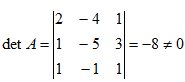 det A = |2 −4 1|
|1 −5 3| = −8 ≠ 0
|1 −1 1|